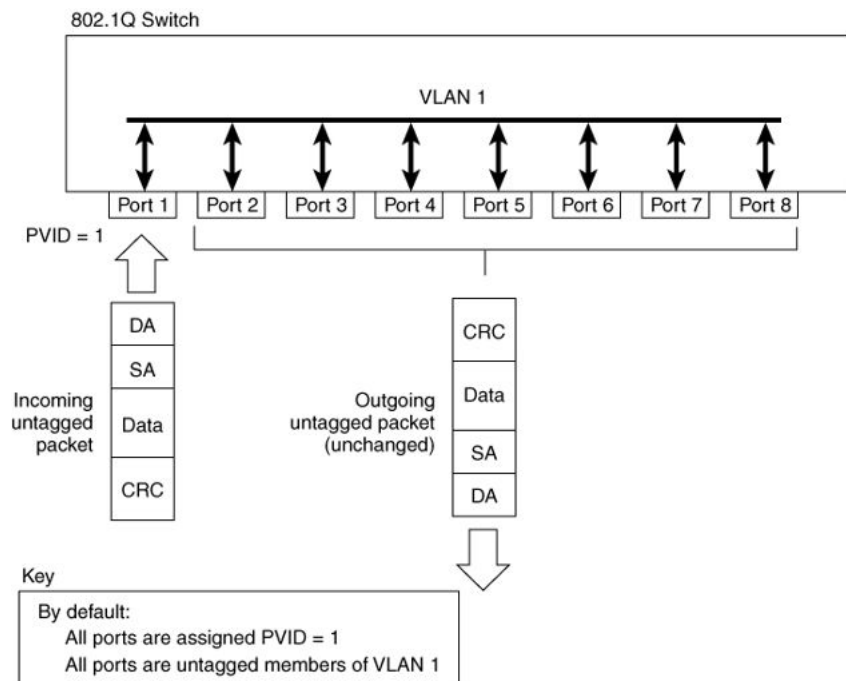 802.1Q Switch
VLAN 1
Port 1
Port 2
Port 3
Port 4
Port 5
Port 6
Port 7
Port 8
PVID = 1
DA
SA
Data
CRC
Incoming
untagged
packet
CRC
Data
SA
DA
Outgoing
untagged packet
(unchanged)
Key
By default:
All ports are assigned PVID = 1
All ports are untagged members of VLAN 1